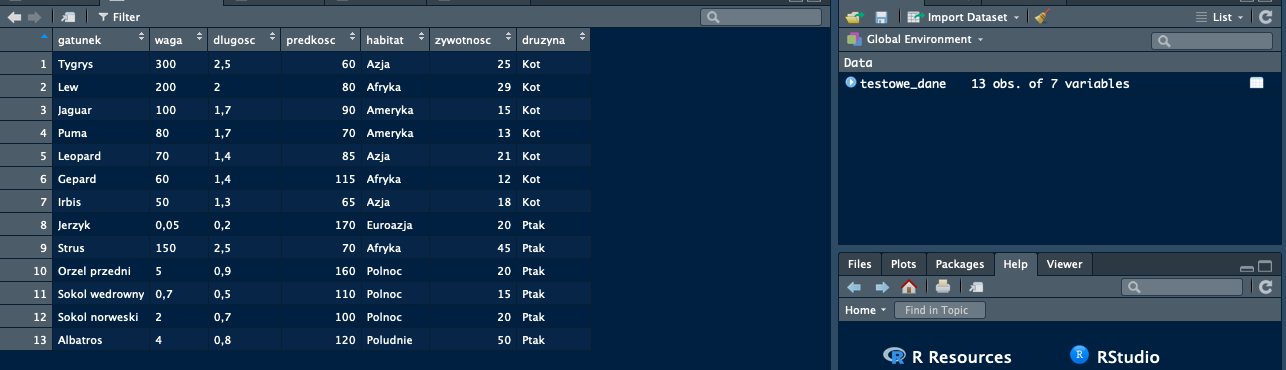 Filter
gatunek waga dlugosc predkosc habitat zywotnosc druzyna
1 Tygrys 300 2,5 60 Azja 25 Kot
2 Lew 200 2 80 Afryka 29 Kot
3 Jaguar 100 1,7 90 Ameryka 15 Kot
4 Puma 80 1,7 70 Ameryka 13 Kot
5 Leopard 70 1,4 85 Azja 21 Kot
6 Gepard 60 1,4 115 Afryka 12 Kot
7 Irbis 50 1,3 65 Azja 18 Kot
8 Jerzyk 0,05 0,2 170 Euroazja 20 Ptak
9 Strus 150 2,5 70 Afryka 45 Ptak
10 Orzel przedni 5 0,9 160 Polnoc 20 Ptak
11 Sokol wedrowny 0,7 0,5 110 Polnoc 15 Ptak
12 Sokol norweski 2 0,7 100 Polnoc 20 Ptak
13 Albatros 4 0,8 120 Poludnie 50 Ptak
Import Dataset List
Global Environment
Data
testowe_dane 13 obs. of 7 variables
Files Plots Packages Help Viewer
Home Find in Topic
R R Resources R RStudio